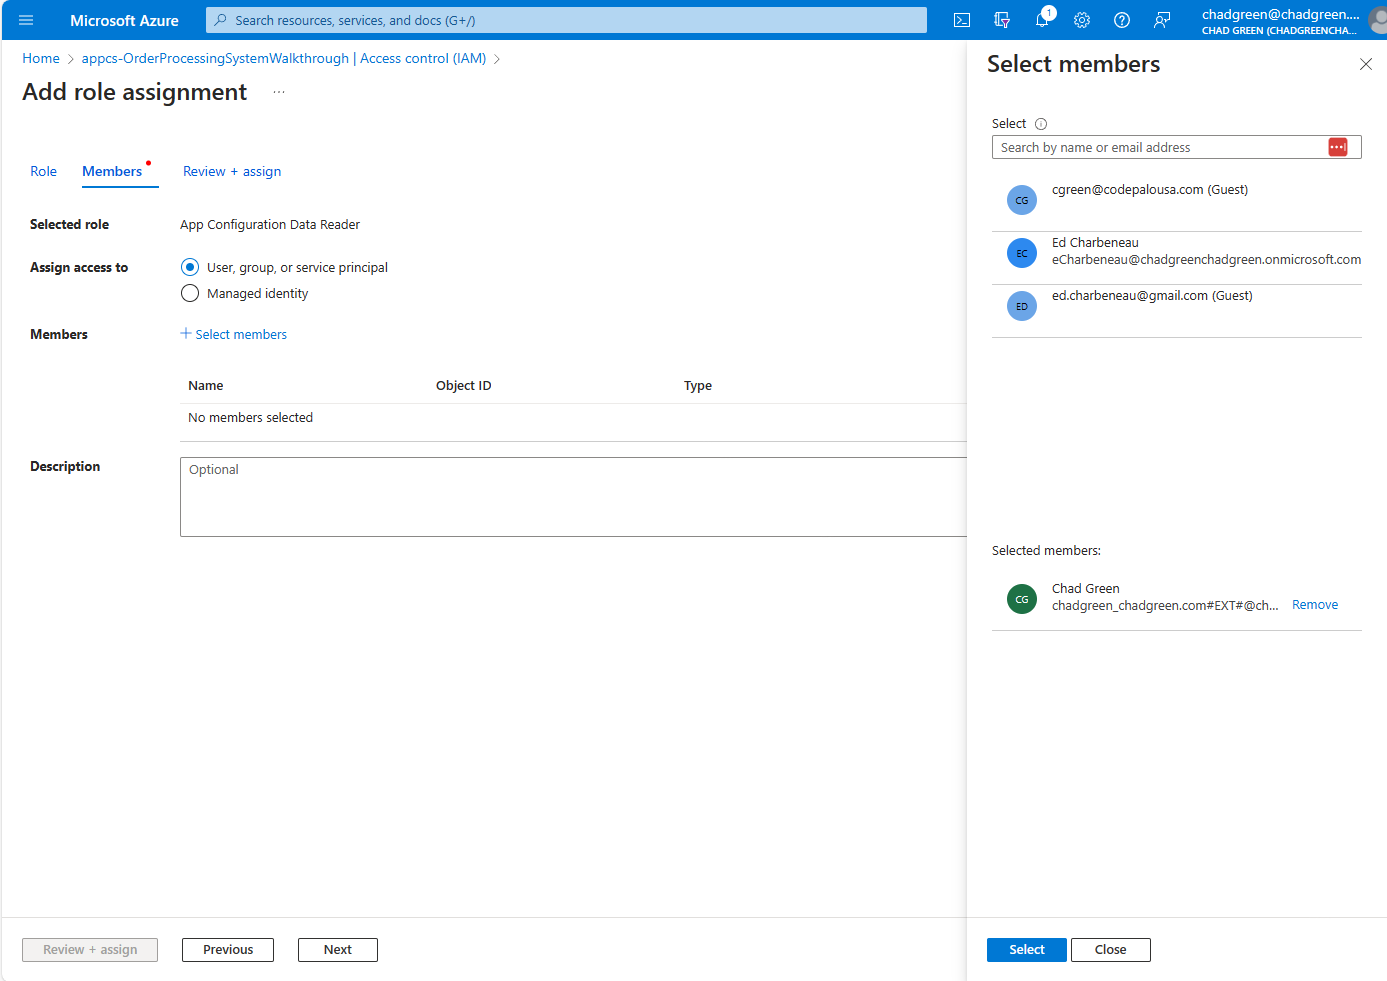 Microsoft Azure
Search resources, services, and docs (G+/)
1
chadgreen@chadgreen....
CHAD GREEN (CHADGREENCHA...
Home > appcs-OrderProcessingSystemWalkthrough | Access control (IAM) >
Add role assignment ...
Role
Members
Review + assign
Selected role
App Configuration Data Reader
Assign access to
User, group, or service principal
Managed identity
Members
+ Select members
Name
Object ID
Type
No members selected
Description
Optional
Review + assign
Previous
Next
Select members
Select
Search by name or email address
CG
cgreen@codepalousa.com (Guest)
EC
Ed Charbeneau
eCharbeneau@chadgreenchadgreen.onmicrosoft.com
ED
ed.charbeneau@gmail.com (Guest)
Selected members:
CG
Chad Green
chadgreen_chadgreen.com#EXT#@ch...
Remove
Select
Close